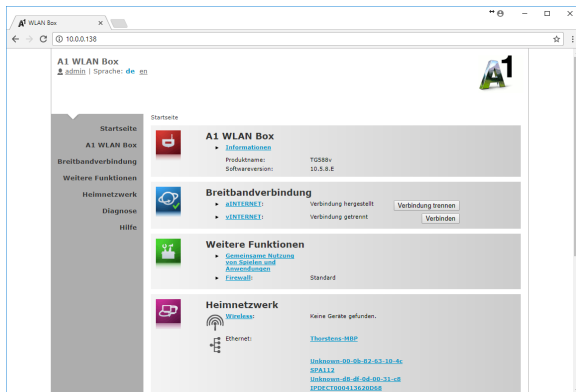 A1 WLAN Box
10.0.0.138
A1 WLAN Box
admin | Sprache: de en
A1
Startseite
A1 WLAN Box
Breitbandverbindung
Weitere Funktionen
Heimnetzwerk
Diagnose
Hilfe
Startseite
A1 WLAN Box
Informationen
Produktname: TG588v
Softwareversion: 10.5.8.E
Breitbandverbindung
aINTERNET: Verbindung hergestellt Verbindung trennen
vINTERNET: Verbindung getrennt Verbinden
Weitere Funktionen
Gemeinsame Nutzung
von Spielen und
Anwendungen
Firewall: Standard
Heimnetzwerk
Wireless: Keine Geräte gefunden.
Ethernet: Thorstens-MBP
Unknown-00-0b-82-63-10-4c
SPA112
Unknown-d8-df-0d-00-31-c8
IPDECT000413620D68